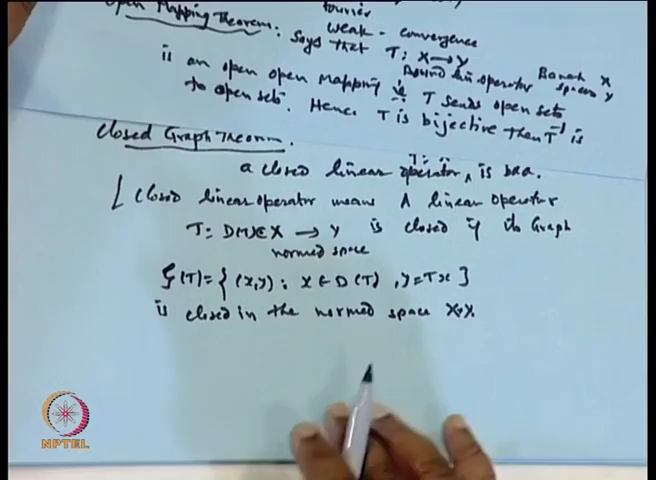 Open Mapping Theorem:
Fourier
weak - convergence
says that T: X → Y
Bound lin operator Banach X
spaces Y
is an open open mapping ie T sends open sets
to open sets. Hence T is bijective then T⁻¹ is
Closed Graph Theorem.
a closed linear operator, is bdd.
[ Closed linear operator means A linear operator
T: D(T)⊂X → Y is closed if its Graph
normed space
G(T)= { (x,y): x ∈ D(T) , y=Tx }
is closed in the normed space X×Y.
NPTEL